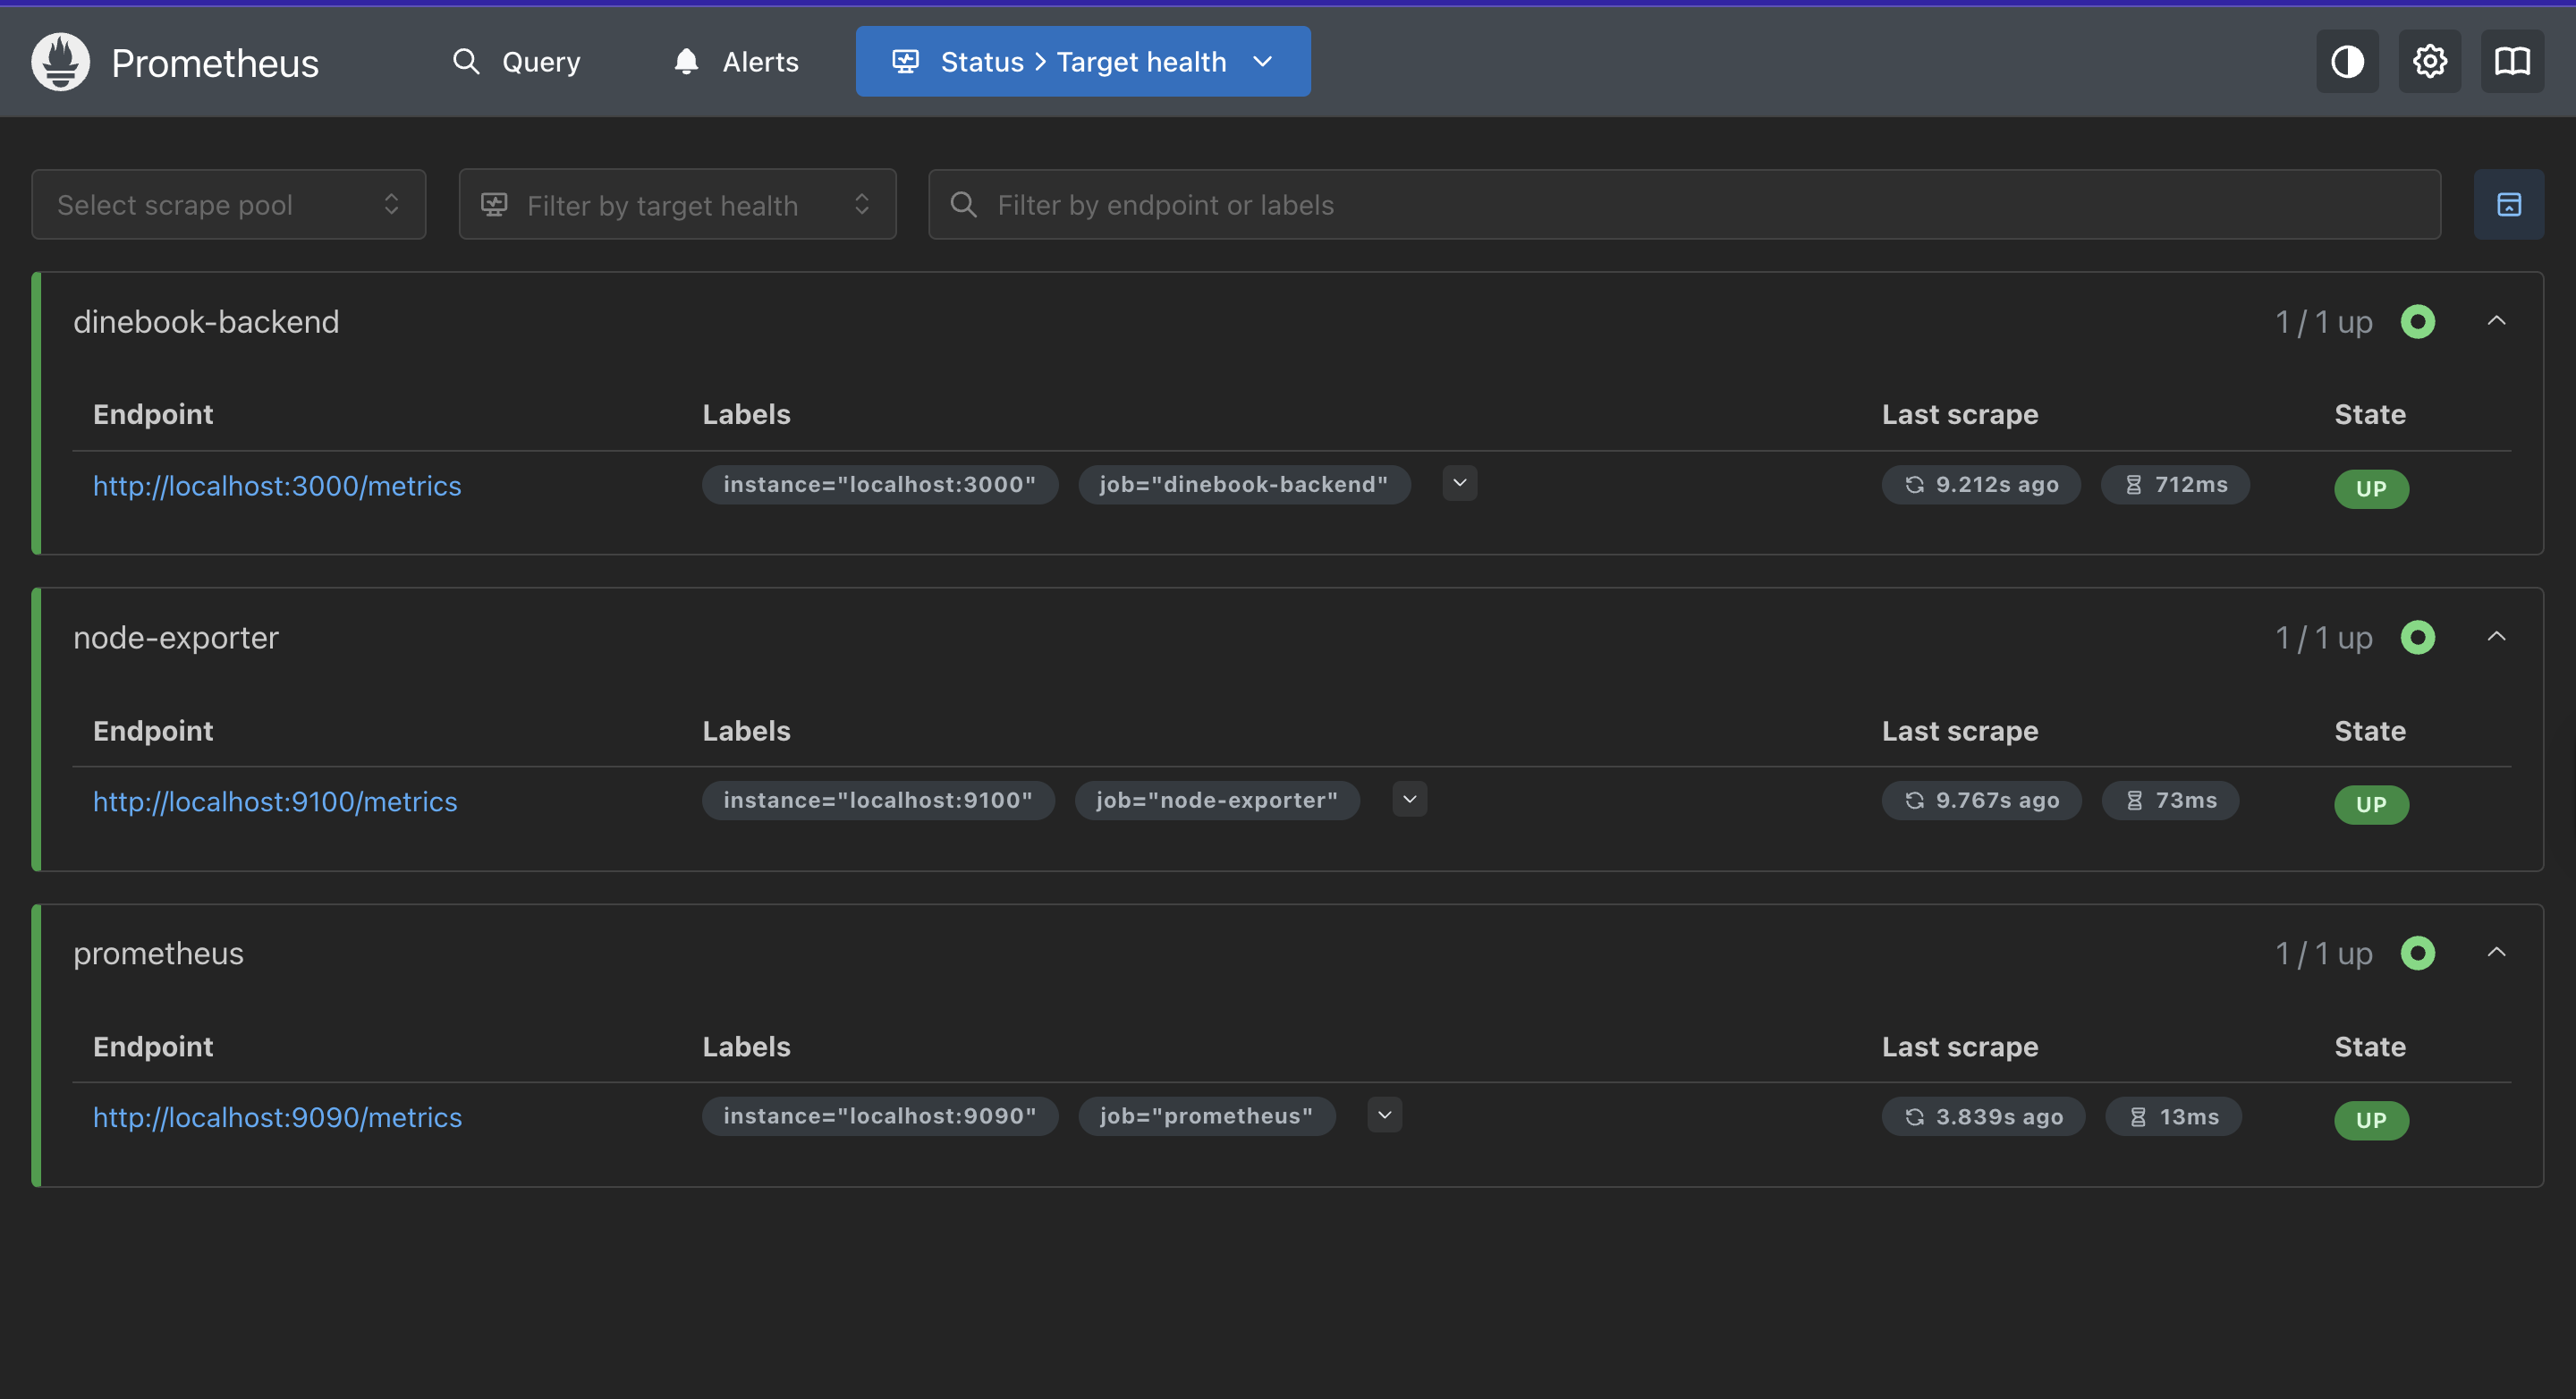 Prometheus Query Alerts Status > Target health
Select scrape pool Filter by target health Filter by endpoint or labels
dinebook-backend 1 / 1 up
Endpoint Labels Last scrape State
http://localhost:3000/metrics instance="localhost:3000" job="dinebook-backend" 9.212s ago 712ms UP
node-exporter 1 / 1 up
Endpoint Labels Last scrape State
http://localhost:9100/metrics instance="localhost:9100" job="node-exporter" 9.767s ago 73ms UP
prometheus 1 / 1 up
Endpoint Labels Last scrape State
http://localhost:9090/metrics instance="localhost:9090" job="prometheus" 3.839s ago 13ms UP